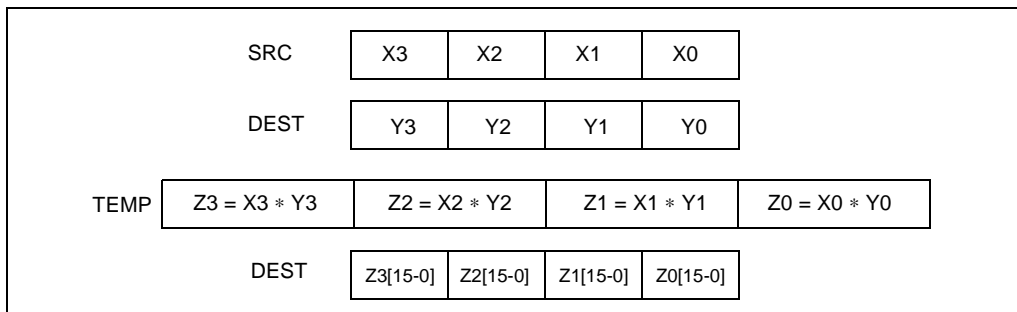 SRC X3 X2 X1 X0
DEST Y3 Y2 Y1 Y0
TEMP Z3 = X3 * Y3 Z2 = X2 * Y2 Z1 = X1 * Y1 Z0 = X0 * Y0
DEST Z3[15-0] Z2[15-0] Z1[15-0] Z0[15-0]